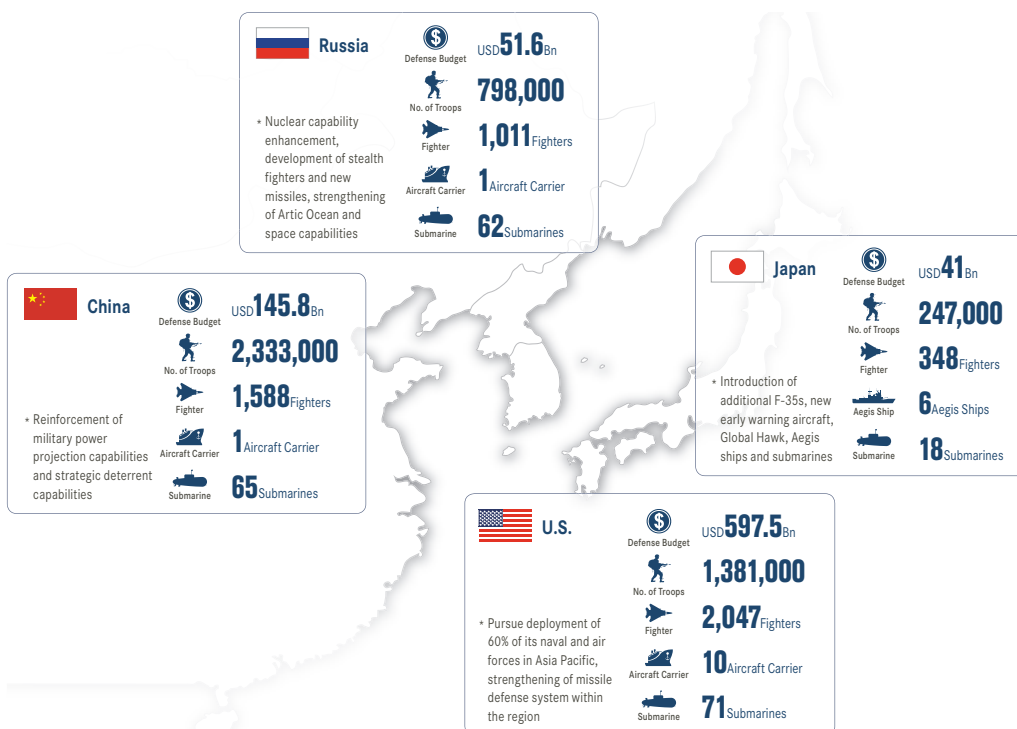 Russia
Defense Budget
USD51.6Bn
No. of Troops
798,000
Fighter
1,011Fighters
Aircraft Carrier
1Aircraft Carrier
Submarine
62Submarines
* Nuclear capability
enhancement,
development of stealth
fighters and new
missiles, strengthening
of Artic Ocean and
space capabilities
China
Defense Budget
USD145.8Bn
No. of Troops
2,333,000
Fighter
1,588Fighters
Aircraft Carrier
1Aircraft Carrier
Submarine
65Submarines
* Reinforcement of
military power
projection capabilities
and strategic deterrent
capabilities
Japan
Defense Budget
USD41Bn
No. of Troops
247,000
Fighter
348Fighters
Aegis Ship
6Aegis Ships
Submarine
18Submarines
* Introduction of
additional F-35s, new
early warning aircraft,
Global Hawk, Aegis
ships and submarines
U.S.
Defense Budget
USD597.5Bn
No. of Troops
1,381,000
Fighter
2,047Fighters
Aircraft Carrier
10Aircraft Carrier
Submarine
71Submarines
* Pursue deployment of
60% of its naval and air
forces in Asia Pacific,
strengthening of missile
defense system within
the region